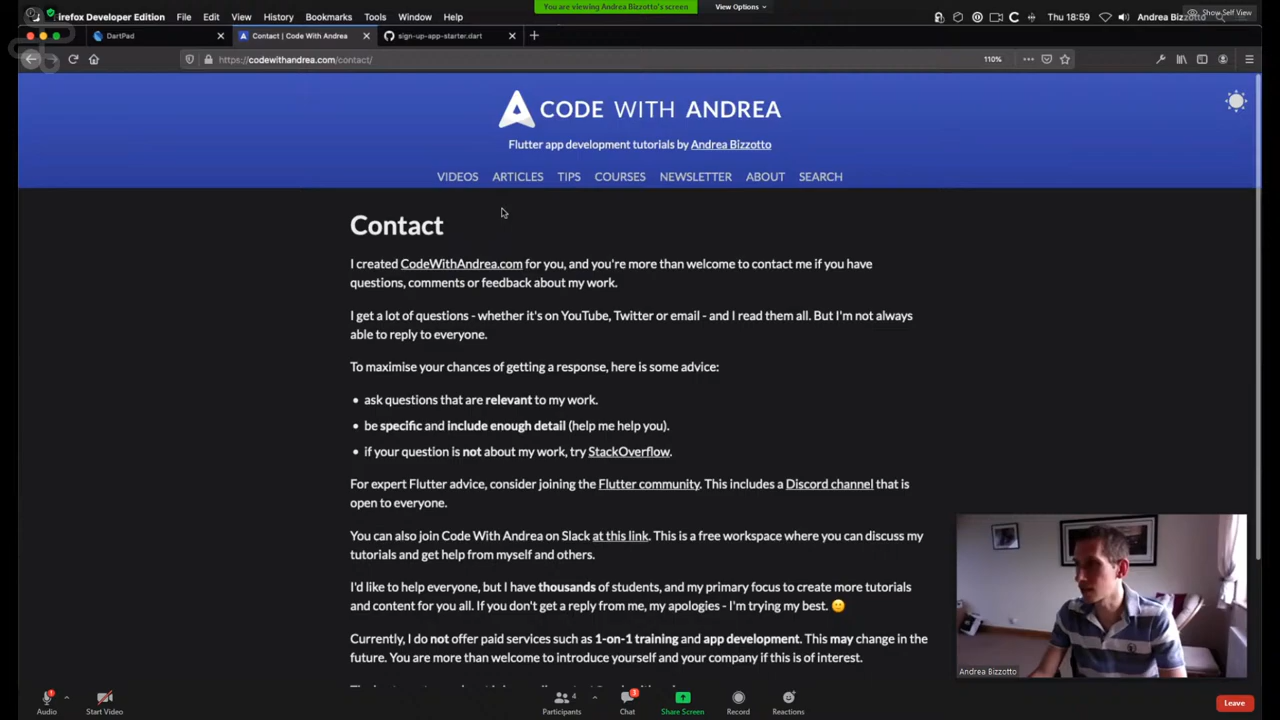 You are viewing Andrea Bizzotto's screen
View Options
Firefox Developer Edition File Edit View History Bookmarks Tools Window Help
Thu 18:59 Andrea Bizzotto
Show Self View
DartPad
Contact | Code With Andrea
sign-up-app-starter.dart
https://codewithandrea.com/contact/
110%
CODE WITH ANDREA
Flutter app development tutorials by Andrea Bizzotto
VIDEOS ARTICLES TIPS COURSES NEWSLETTER ABOUT SEARCH
Contact
I created CodeWithAndrea.com for you, and you're more than welcome to contact me if you have
questions, comments or feedback about my work.
I get a lot of questions - whether it's on YouTube, Twitter or email - and I read them all. But I'm not always
able to reply to everyone.
To maximise your chances of getting a response, here is some advice:
• ask questions that are relevant to my work.
• be specific and include enough detail (help me help you).
• if your question is not about my work, try StackOverflow.
For expert Flutter advice, consider joining the Flutter community. This includes a Discord channel that is
open to everyone.
You can also join Code With Andrea on Slack at this link. This is a free workspace where you can discuss my
tutorials and get help from myself and others.
I'd like to help everyone, but I have thousands of students, and my primary focus to create more tutorials
and content for you all. If you don't get a reply from me, my apologies - I'm trying my best. 🙂
Currently, I do not offer paid services such as 1-on-1 training and app development. This may change in the
future. You are more than welcome to introduce yourself and your company if this is of interest.
Andrea Bizzotto
Audio
Start Video
Participants 4
Chat 3
Share Screen
Record
Reactions
Leave